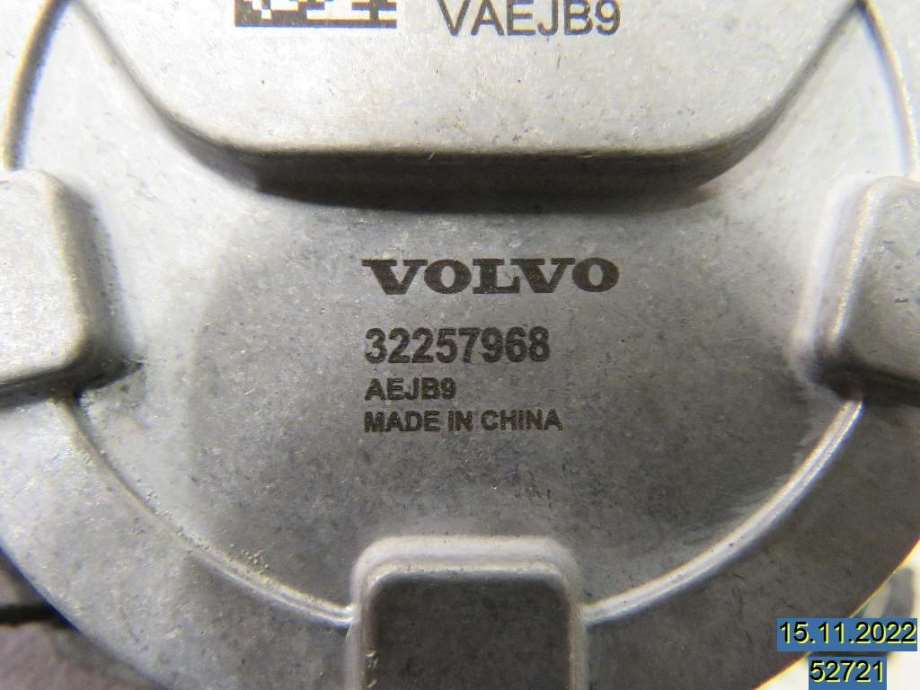 VAEJB9
VOLVO
32257968
AEJB9
MADE IN CHINA
15.11.2022
52721